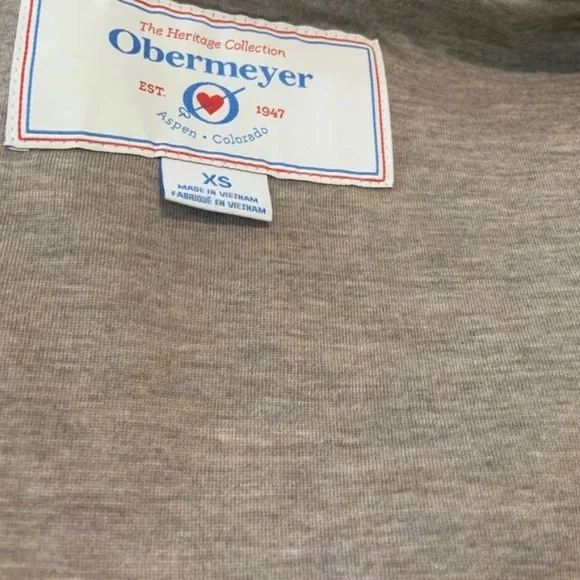 The Heritage Collection
Obermeyer
EST. 1947
Aspen • Colorado
XS
MADE IN VIETNAM
FABRIQUÉ EN VIETNAM